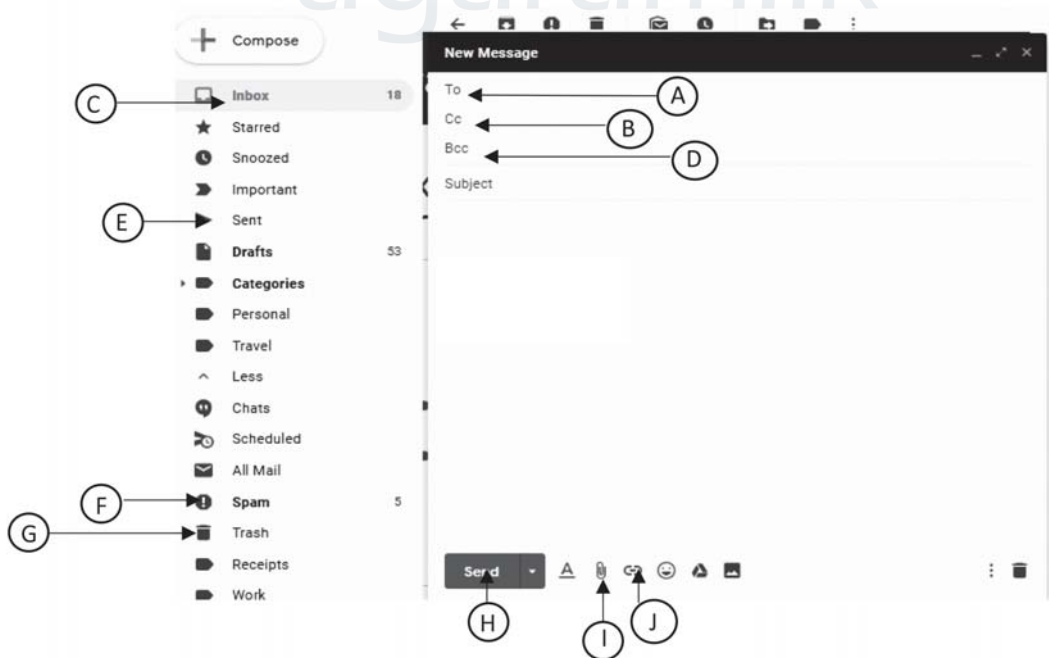 Compose
New Message
C
Inbox 18
To
A
Cc
B
Bcc
D
Subject
Starred
Snoozed
Important
E
Sent
Drafts 53
Categories
Personal
Travel
Less
Chats
Scheduled
All Mail
F
Spam 5
G
Trash
Receipts
Work
Send
A
H
I
J